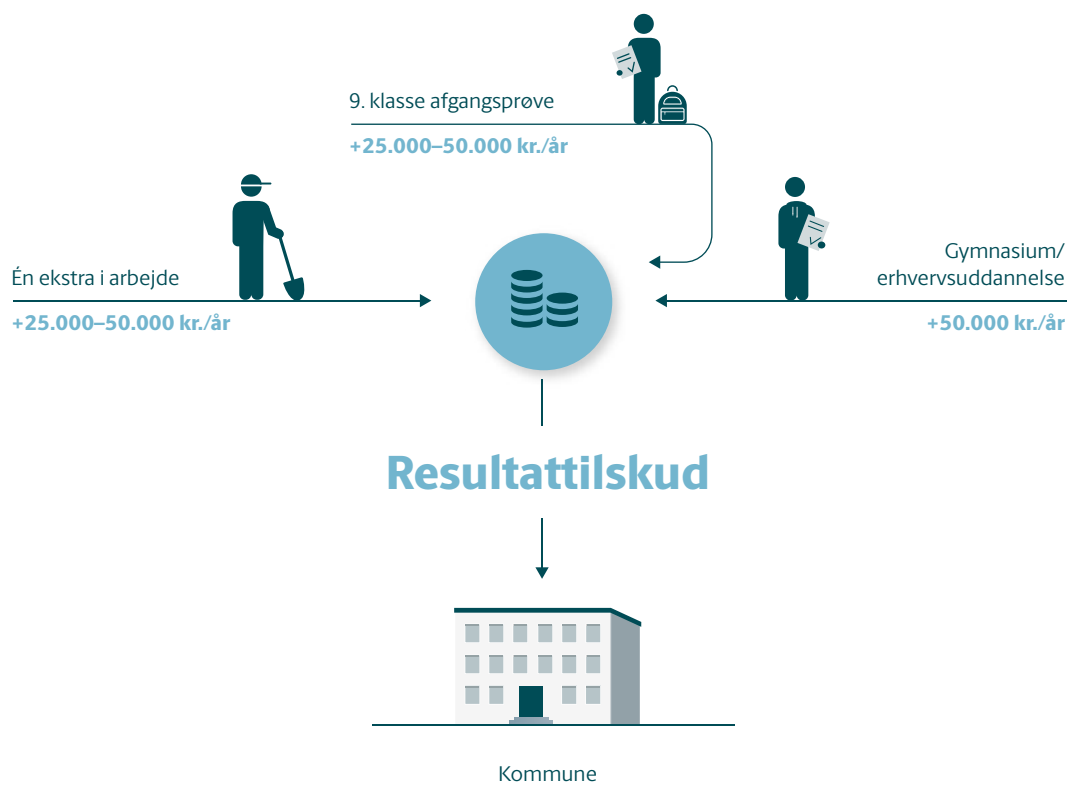 9. klasse afgangsprøve
+25.000–50.000 kr./år
Én ekstra i arbejde
+25.000–50.000 kr./år
Gymnasium/
erhvervsuddannelse
+50.000 kr./år
Resultattilskud
Kommune